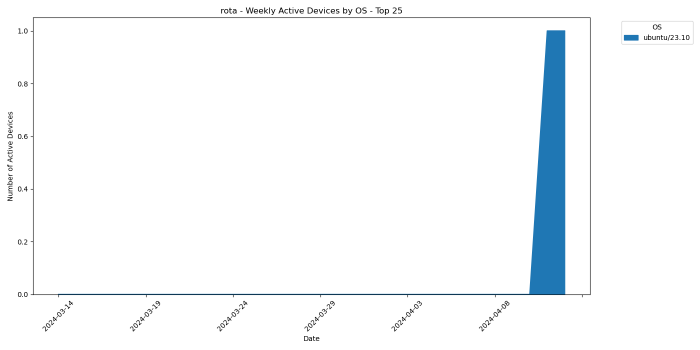 rota - Weekly Active Devices by OS - Top 25
OS
ubuntu/23.10
Number of Active Devices
1.0
0.8
0.6
0.4
0.2
0.0
2024-03-14
2024-03-19
2024-03-24
2024-03-29
2024-04-03
2024-04-08
Date